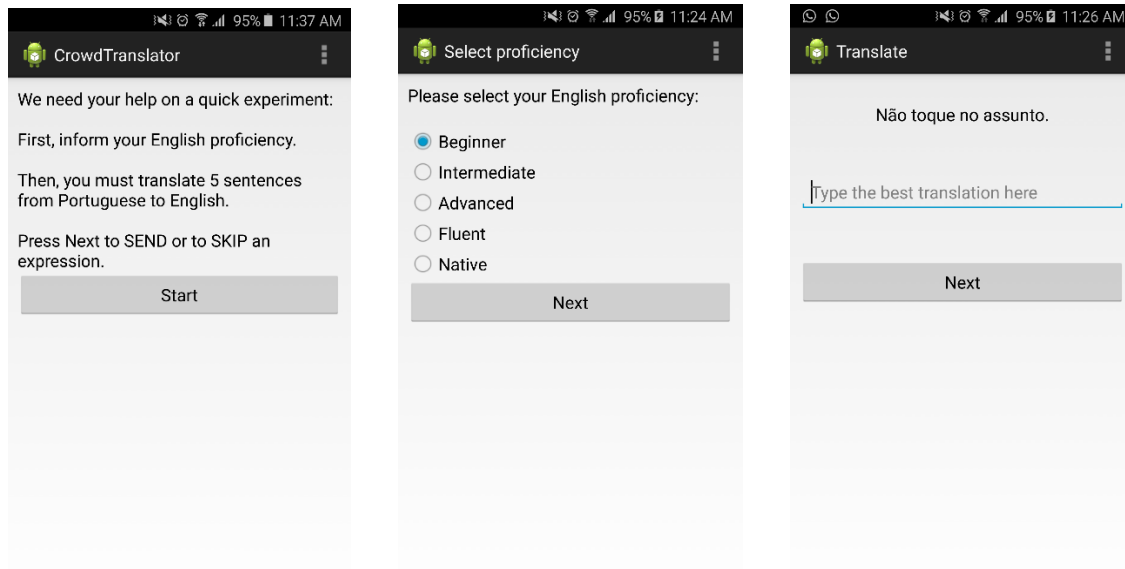 95% 11:37 AM
CrowdTranslator
We need your help on a quick experiment:
First, inform your English proficiency.
Then, you must translate 5 sentences
from Portuguese to English.
Press Next to SEND or to SKIP an
expression.
Start
95% 11:24 AM
Select proficiency
Please select your English proficiency:
Beginner
Intermediate
Advanced
Fluent
Native
Next
95% 11:26 AM
Translate
Não toque no assunto.
Type the best translation here
Next